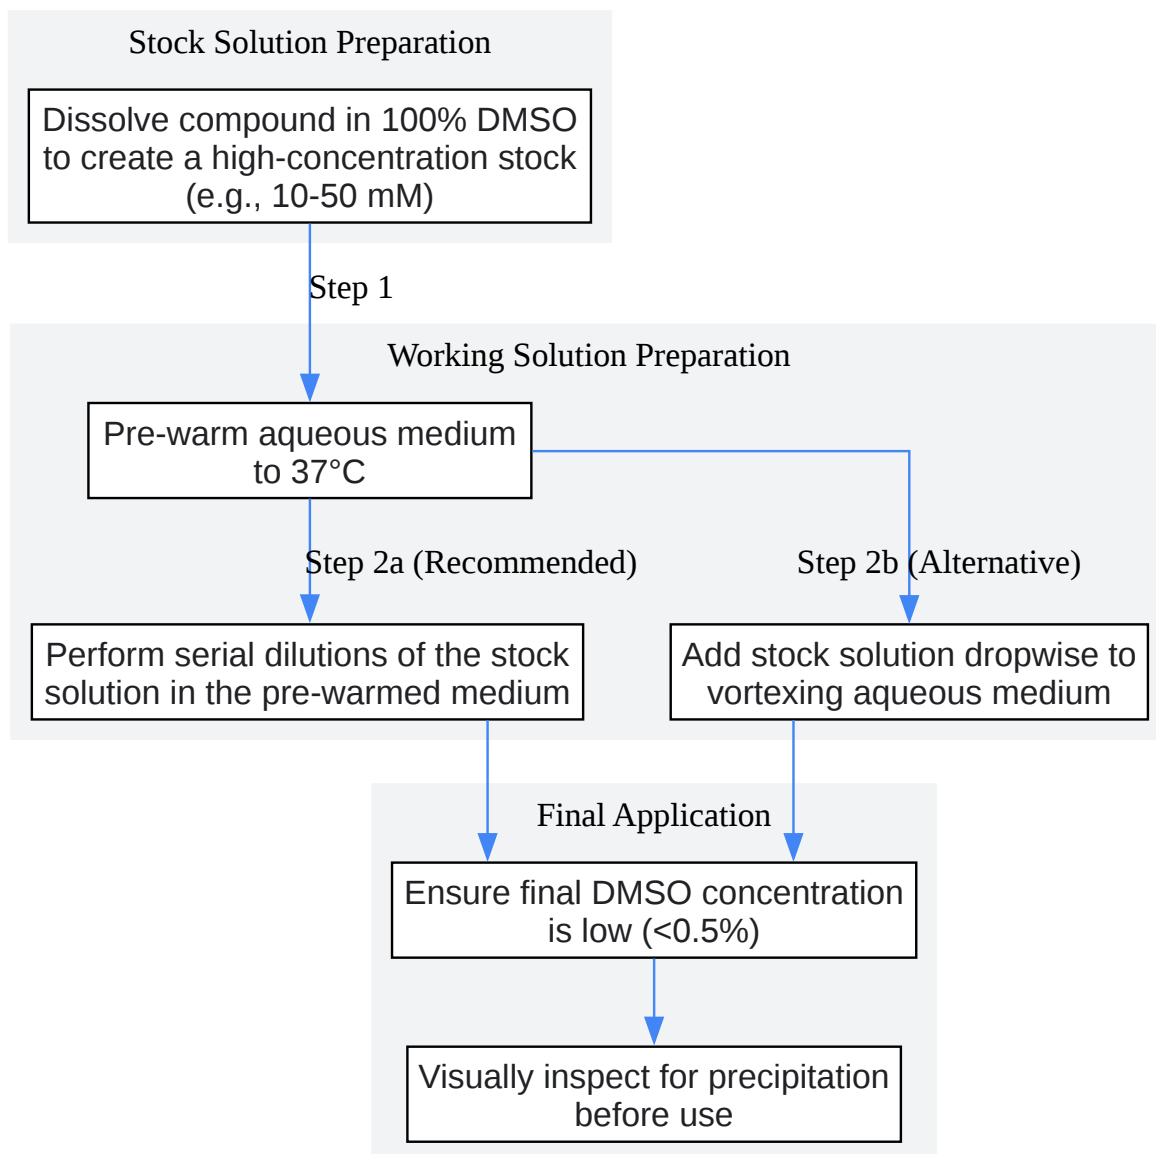 Stock Solution Preparation
Dissolve compound in 100% DMSO
to create a high-concentration stock
(e.g., 10-50 mM)
Step 1
Working Solution Preparation
Pre-warm aqueous medium
to 37°C
Step 2a (Recommended)
Step 2b (Alternative)
Perform serial dilutions of the stock
solution in the pre-warmed medium
Add stock solution dropwise to
vortexing aqueous medium
Final Application
Ensure final DMSO concentration
is low (<0.5%)
Visually inspect for precipitation
before use